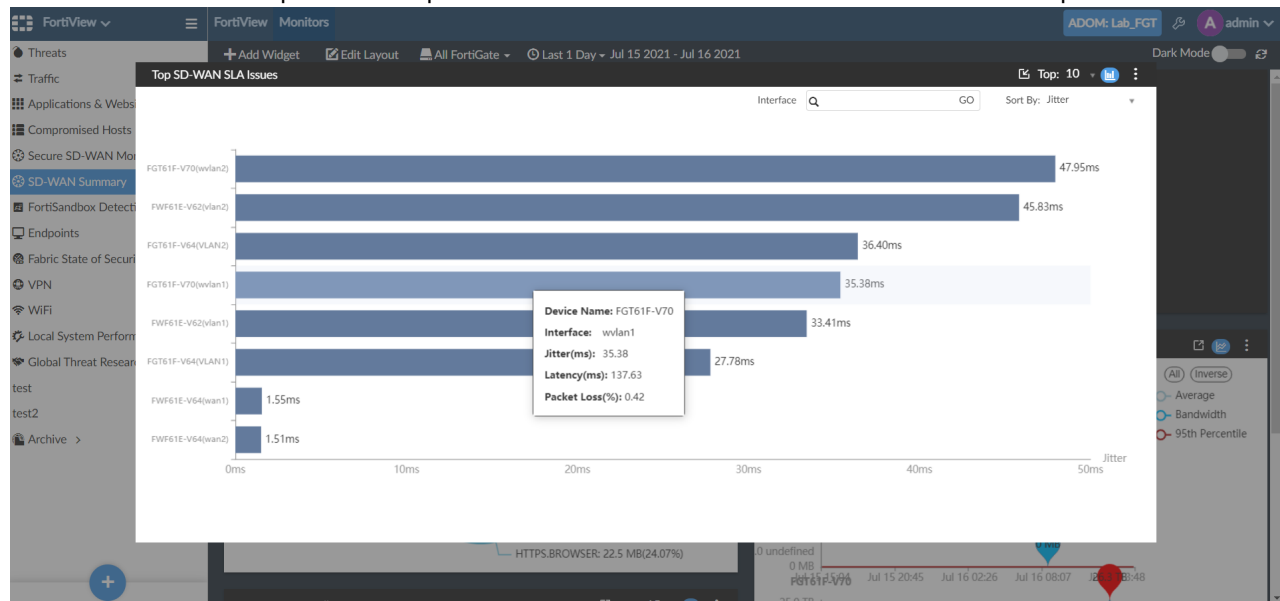 FortiView
FortiView Monitors
ADOM: Lab_FGT
A admin
Threats
Add Widget Edit Layout All FortiGate Last 1 Day Jul 15 2021 - Jul 16 2021
Dark Mode
Traffic
Applications & Websi
Compromised Hosts
Secure SD-WAN Mon
SD-WAN Summary
FortiSandbox Detecti
Endpoints
Fabric State of Securi
VPN
WiFi
Local System Perform
Global Threat Resear
test
test2
Archive >
Top SD-WAN SLA Issues
Top: 10
Interface GO Sort By: Jitter
FGT61F-V70(wvlan2) 47.95ms
FWF61E-V62(vlan2) 45.83ms
FGT61F-V64(VLAN2) 36.40ms
FGT61F-V70(wvlan1) 35.38ms
FWF61E-V62(vlan1) 33.41ms
FGT61F-V64(VLAN1) 27.78ms
FWF61E-V64(wan1) 1.55ms
FWF61E-V64(wan2) 1.51ms
Device Name: FGT61F-V70
Interface: wvlan1
Jitter(ms): 35.38
Latency(ms): 137.63
Packet Loss(%): 0.42
0ms 10ms 20ms 30ms 40ms 50ms
Jitter
(All) (Inverse)
Average
Bandwidth
95th Percentile
HTTPS.BROWSER: 22.5 MB(24.07%)
.0 undefined
0 MB
0 MB
FGT61F-V70
Jul 15 20:45 Jul 16 02:26 Jul 16 08:07